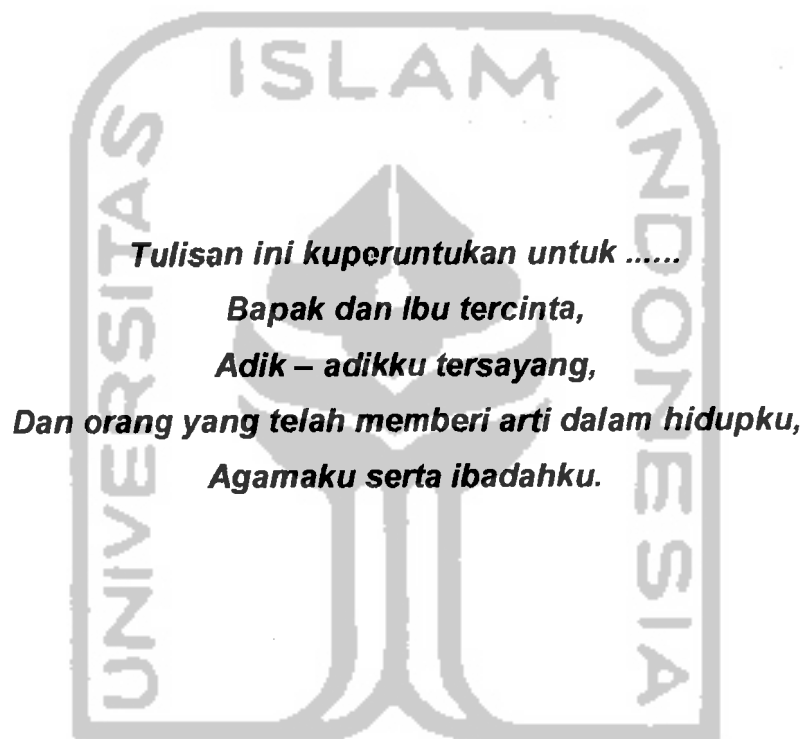 UNIVERSITAS ISLAM INDONESIA
Tulisan ini kuperuntukan untuk ......
Bapak dan Ibu tercinta,
Adik – adikku tersayang,
Dan orang yang telah memberi arti dalam hidupku,
Agamaku serta ibadahku.